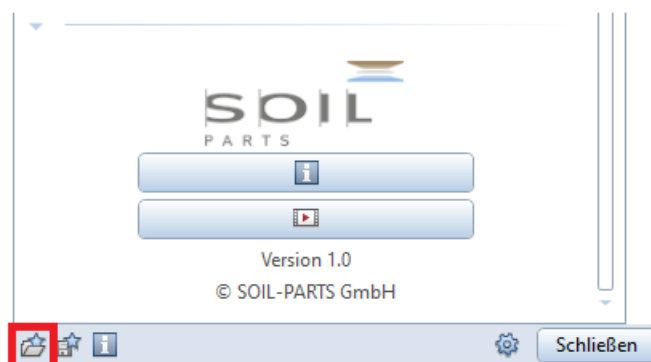 SOIL
PARTS
Version 1.0
© SOIL-PARTS GmbH
Schließen